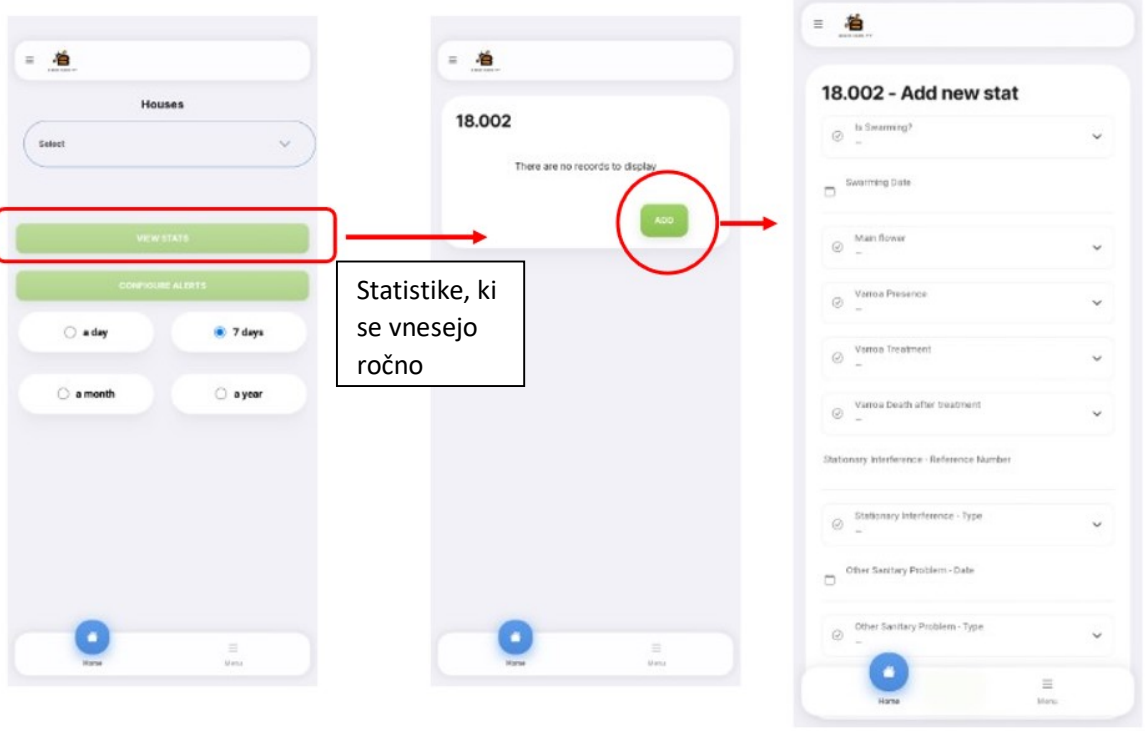 Houses
Select
VIEW STATS
CONFIGURE ALERTS
a day
7 days
a month
a year
Home
Menu
18.002
There are no records to display
ADD
Home
Menu
Statistike, ki
se vnesejo
ročno
18.002 - Add new stat
Is Swarming?
--
Swarming Date
Main flower
--
Varroa Presence
--
Varroa Treatment
--
Varroa Death after treatment
--
Stationary Interference - Reference Number
Stationary Interference - Type
--
Other Sanitary Problem - Date
Other Sanitary Problem - Type
--
Home
Menu